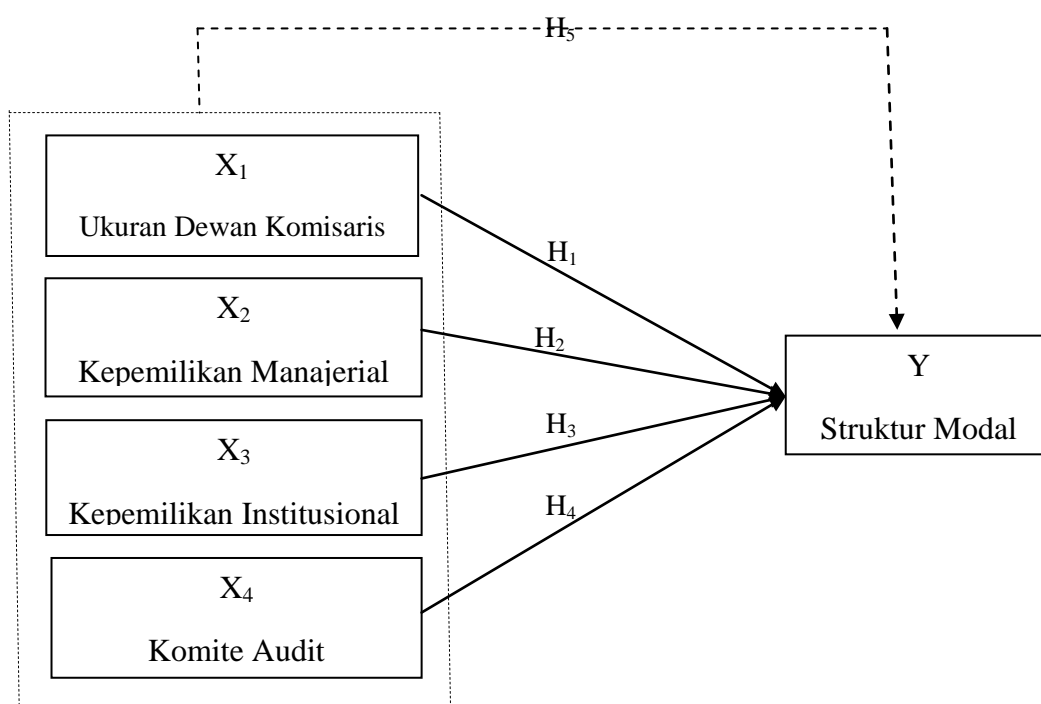 H₅
X₁
Ukuran Dewan Komisaris
H₁
X₂
Kepemilikan Manajerial
H₂
Y
Struktur Modal
X₃
Kepemilikan Institusional
H₃
H₄
X₄
Komite Audit